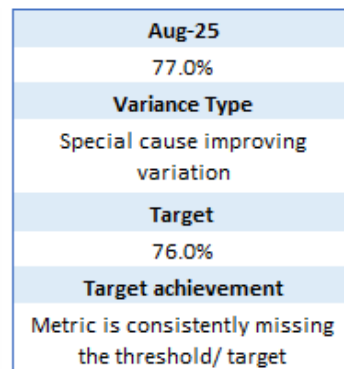 Aug-25
77.0%
Variance Type
Special cause improving
variation
Target
76.0%
Target achievement
Metric is consistently missing
the threshold/ target